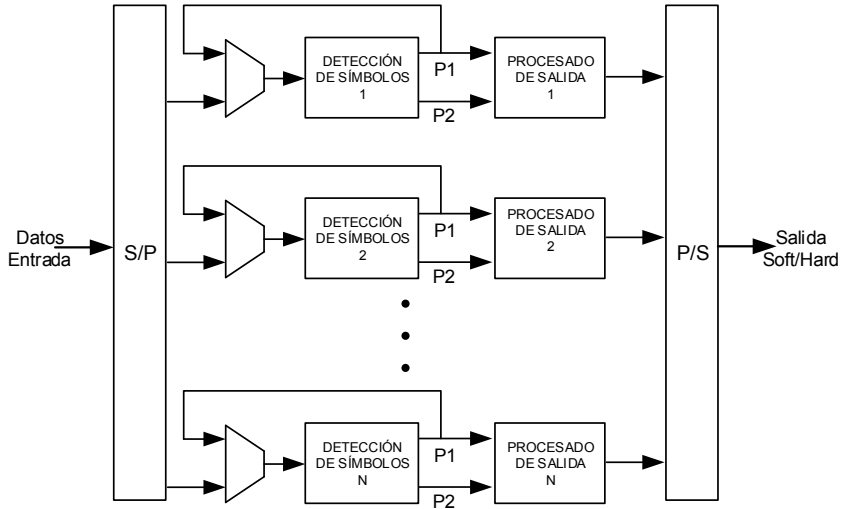 DETECCIÓN
DE SÍMBOLOS
1
P1
P2
PROCESADO
DE SALIDA
1
DETECCIÓN
DE SÍMBOLOS
2
P1
P2
PROCESADO
DE SALIDA
2
Datos
Entrada
S/P
P/S
Salida
Soft/Hard
DETECCIÓN
DE SÍMBOLOS
N
P1
P2
PROCESADO
DE SALIDA
N